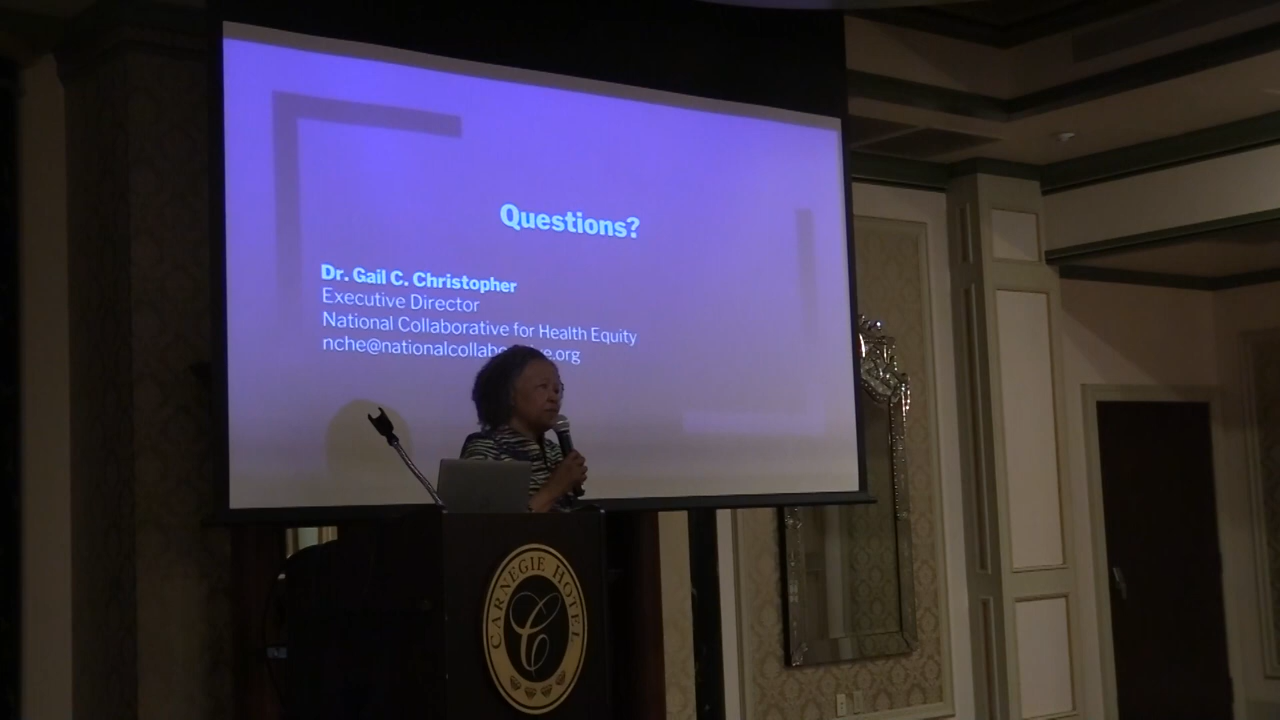 Questions?
Dr. Gail C. Christopher
Executive Director
National Collaborative for Health Equity
CARNEGIE HOTEL
C